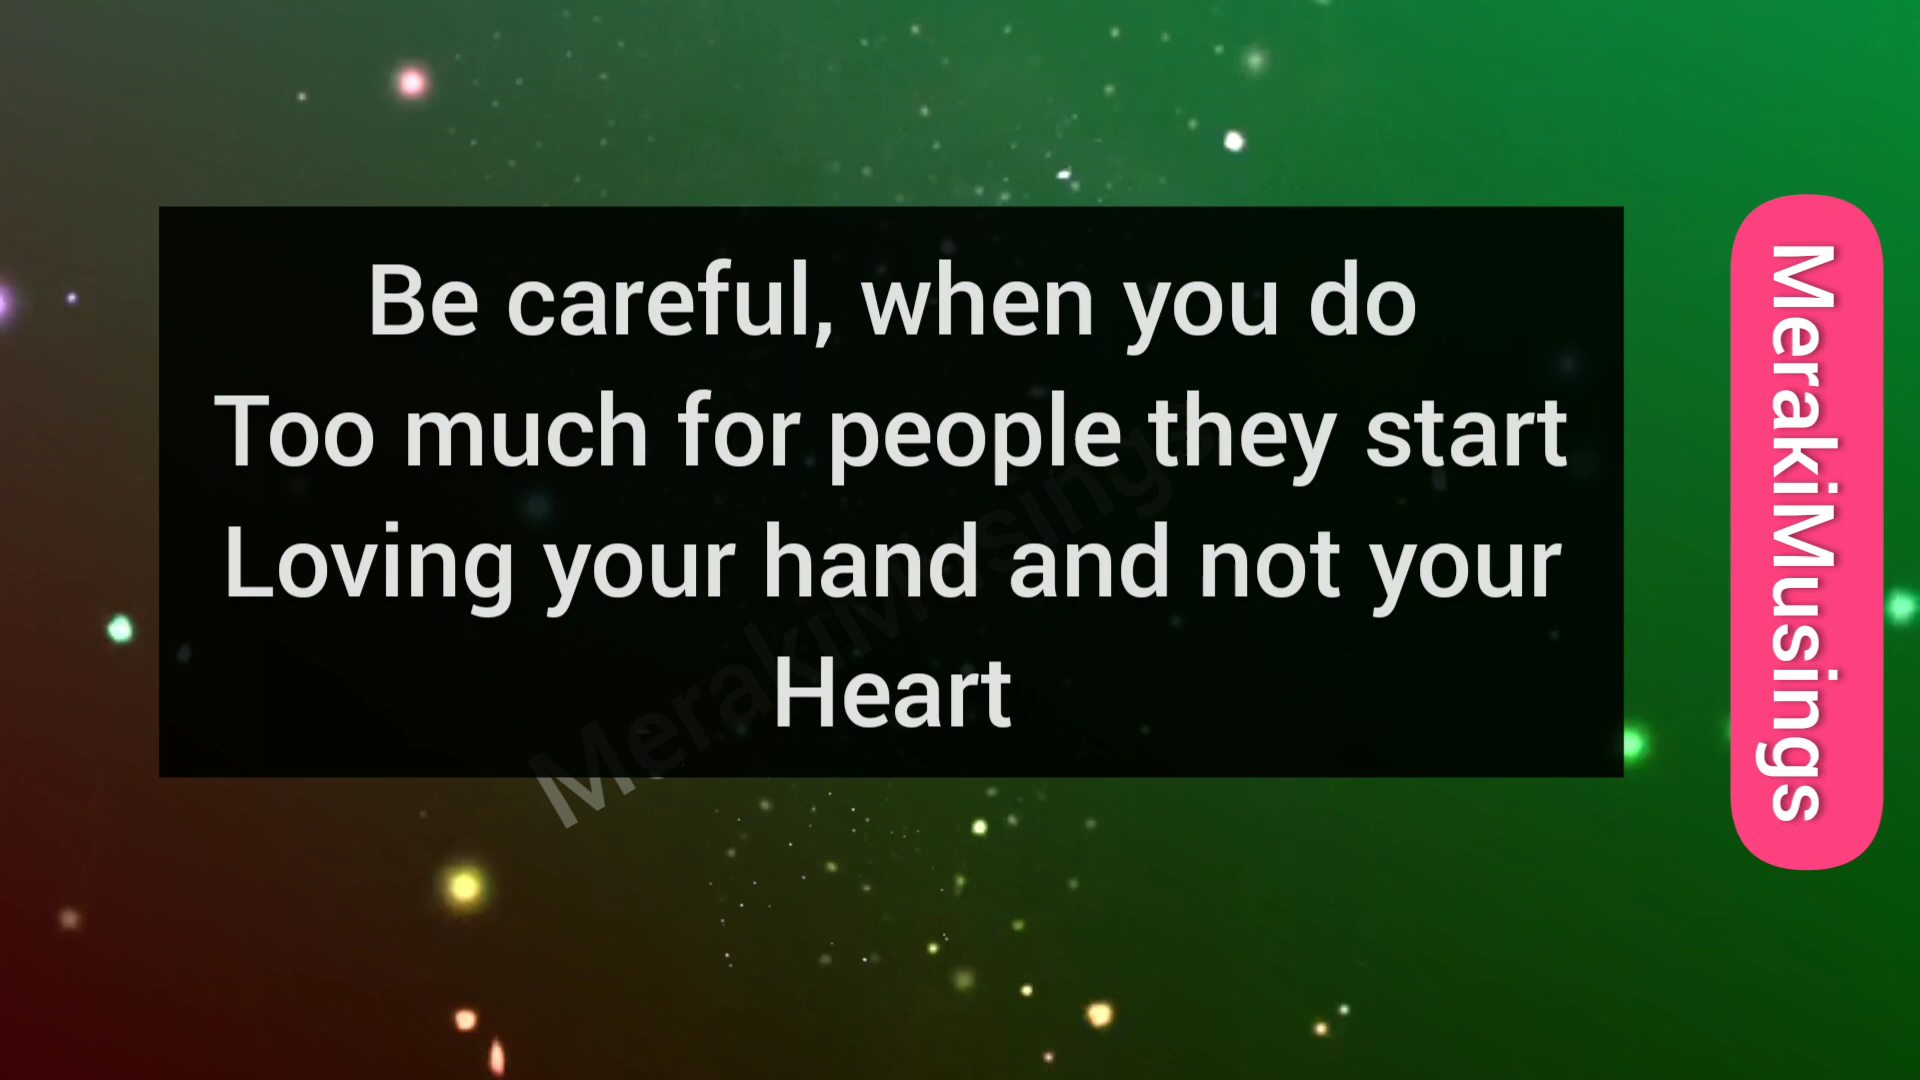 Be careful, when you do
Too much for people they start
Loving your hand and not your
Heart
MerakiMusings
MerakiMusings